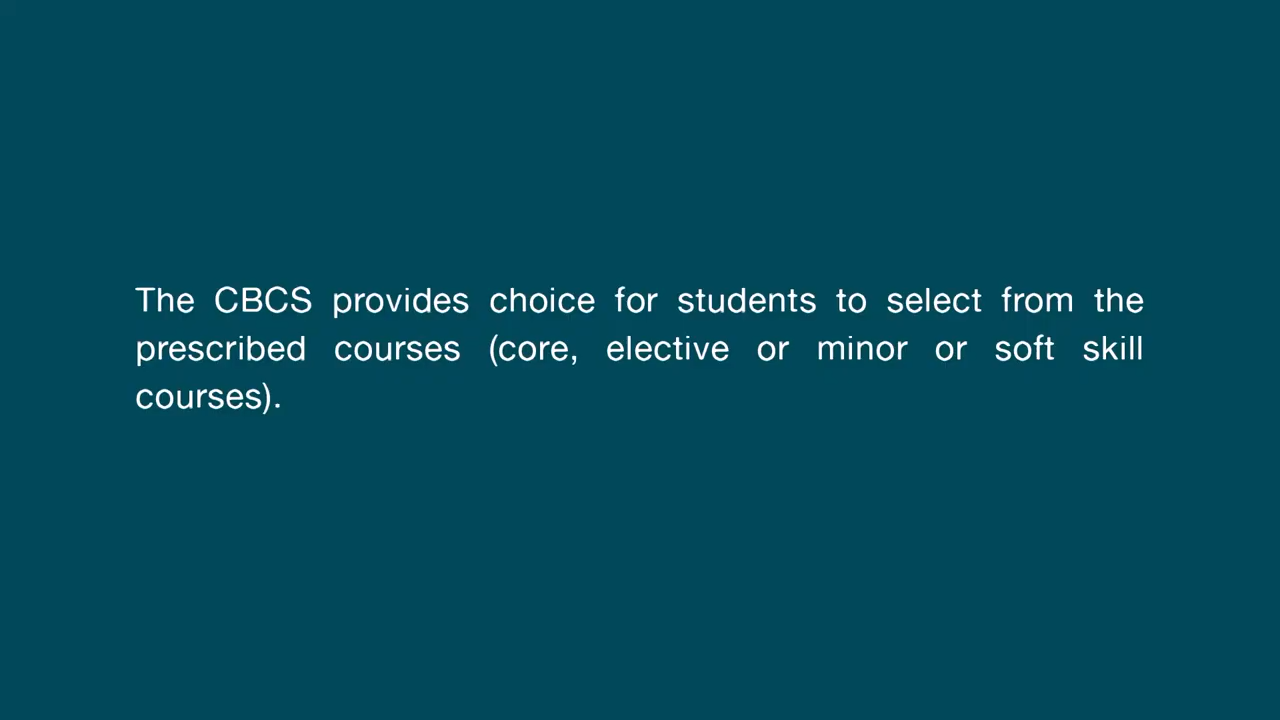 The CBCS provides choice for students to select from the
prescribed courses (core, elective or minor or soft skill
courses).